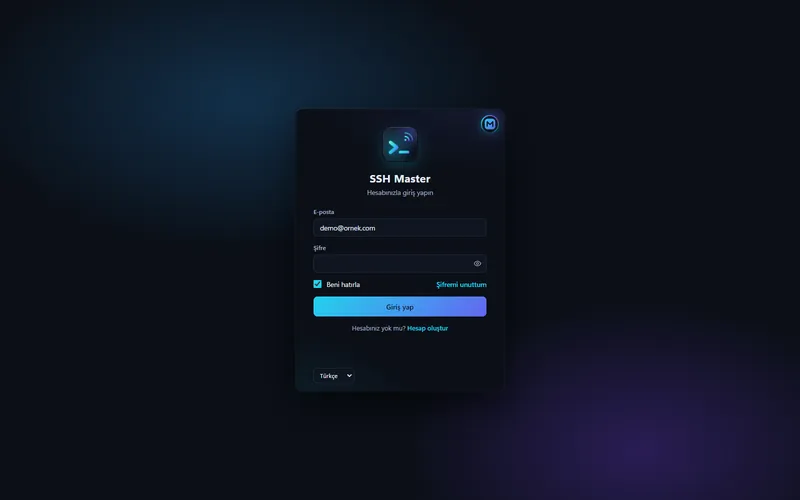 SSH Master
Hesabınızla giriş yapın
E-posta
demo@ornek.com
Şifre
Beni hatırla
Şifremi unuttum
Giriş yap
Hesabınız yok mu? Hesap oluştur
Türkçe